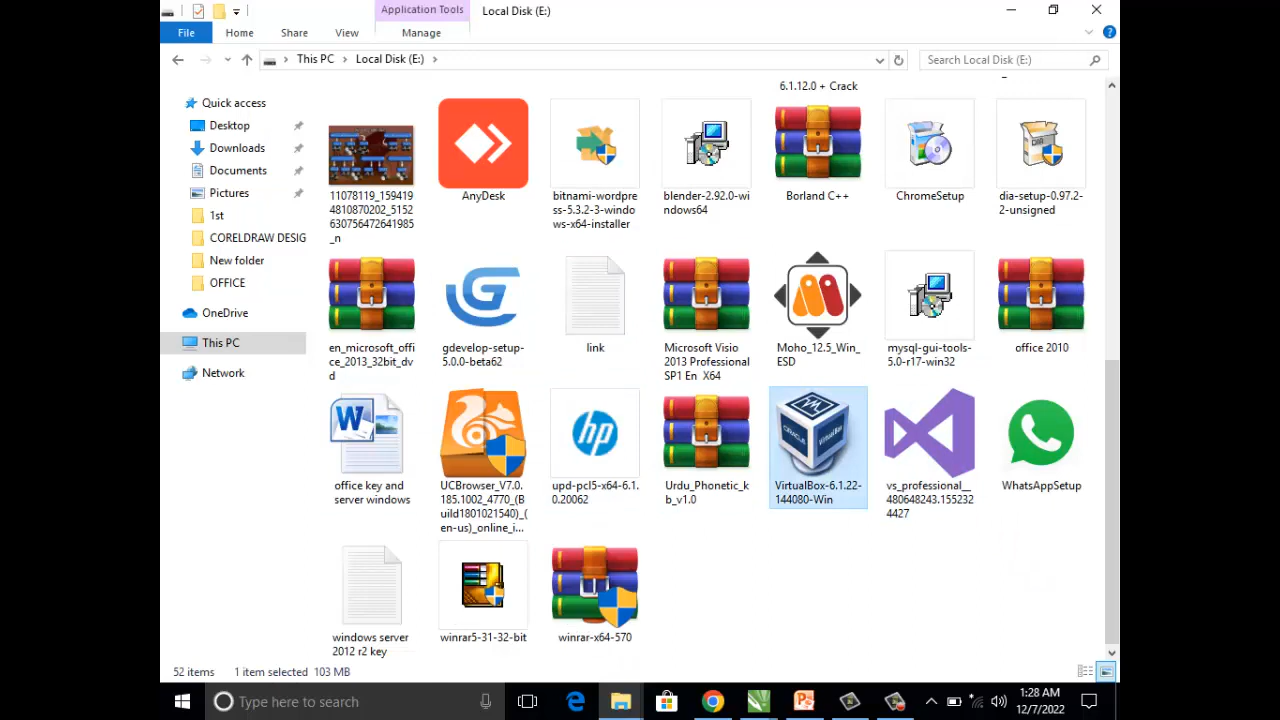 Application Tools
Local Disk (E:)
File
Home
Share
View
Manage
This PC
Local Disk (E:)
Search Local Disk (E:)
Quick access
Desktop
Downloads
Documents
Pictures
1st
CORELDRAW DESIG
New folder
OFFICE
OneDrive
This PC
Network
6.1.12.0 + Crack
11078119_159419
4810870202_5152
630756472641985
_n
AnyDesk
bitnami-wordpre
ss-5.3.2-3-windo
ws-x64-installer
blender-2.92.0-wi
ndows64
Borland C++
ChromeSetup
dia-setup-0.97.2-
2-unsigned
en_microsoft_offi
ce_2013_32bit_dv
d
gdevelop-setup-
5.0.0-beta62
link
Microsoft Visio
2013 Professional
SP1 En X64
Moho_12.5_Win_
ESD
mysql-gui-tools-
5.0-r17-win32
office 2010
office key and
server windows
UCBrowser_V7.0.
185.1002_4770_(B
uild1801021540)_(
en-us)_online_i...
upd-pcl5-x64-6.1.
0.20062
Urdu_Phonetic_k
b_v1.0
ORACLE
VirtualBox
VirtualBox-6.1.22-
144080-Win
vs_professional__
480648243.155232
4427
WhatsAppSetup
windows server
2012 r2 key
winrar5-31-32-bit
winrar-x64-570
52 items
1 item selected 103 MB
Type here to search
1:28 AM
12/7/2022